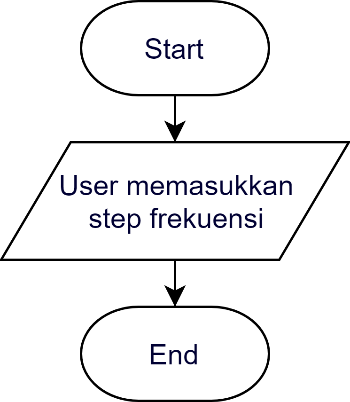 Start
User memasukkan
step frekuensi
End